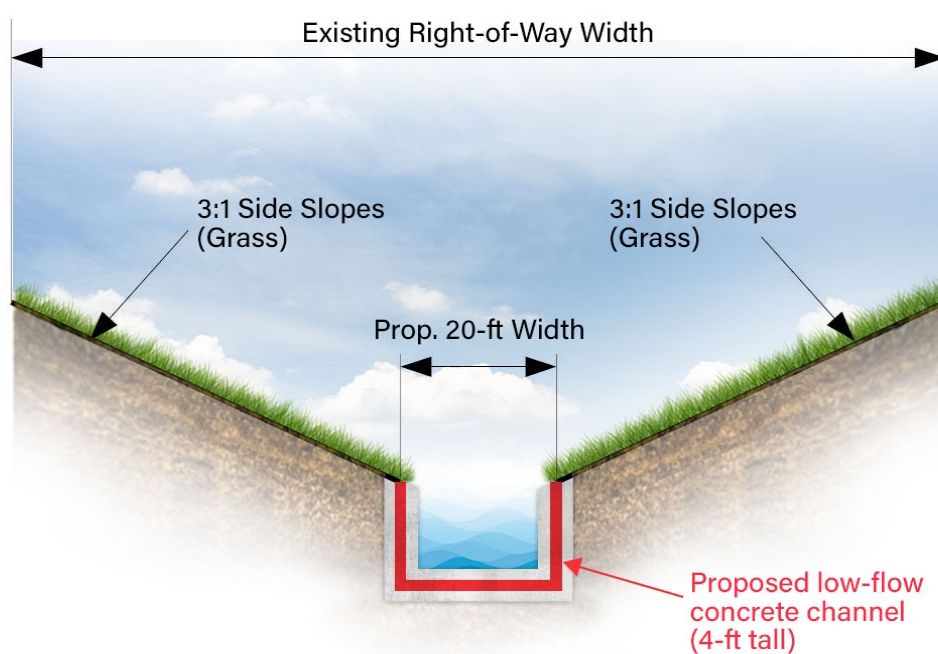 Existing Right-of-Way Width
3:1 Side Slopes
(Grass)
3:1 Side Slopes
(Grass)
Prop. 20-ft Width
Proposed low-flow
concrete channel
(4-ft tall)